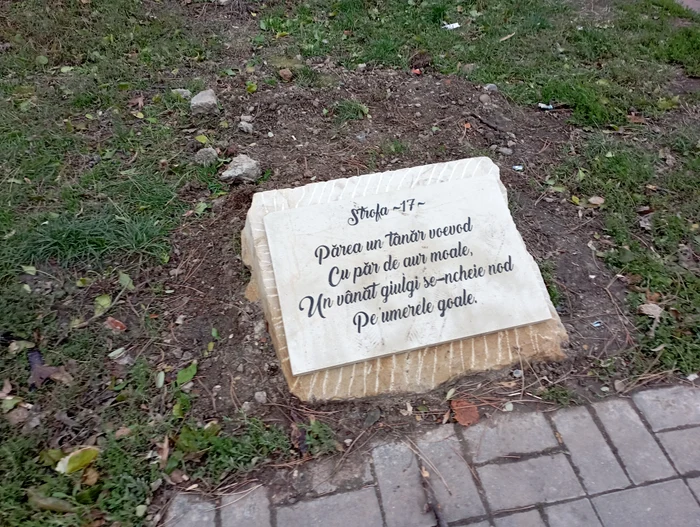 Strofa ~17~
Părea un tânăr voevod
Cu păr de aur moale,
Un vânăt giulgi se-ncheie nod
Pe umerele goale.